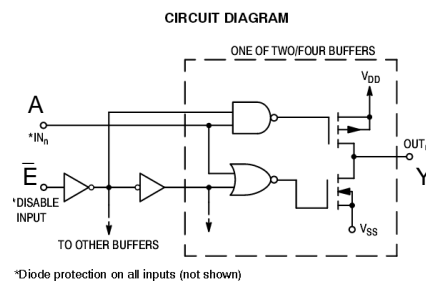 CIRCUIT DIAGRAM
ONE OF TWO/FOUR BUFFERS
VDD
A
*INn
OUTn
Y
E
*DISABLE
INPUT
TO OTHER BUFFERS
VSS
*Diode protection on all inputs (not shown)